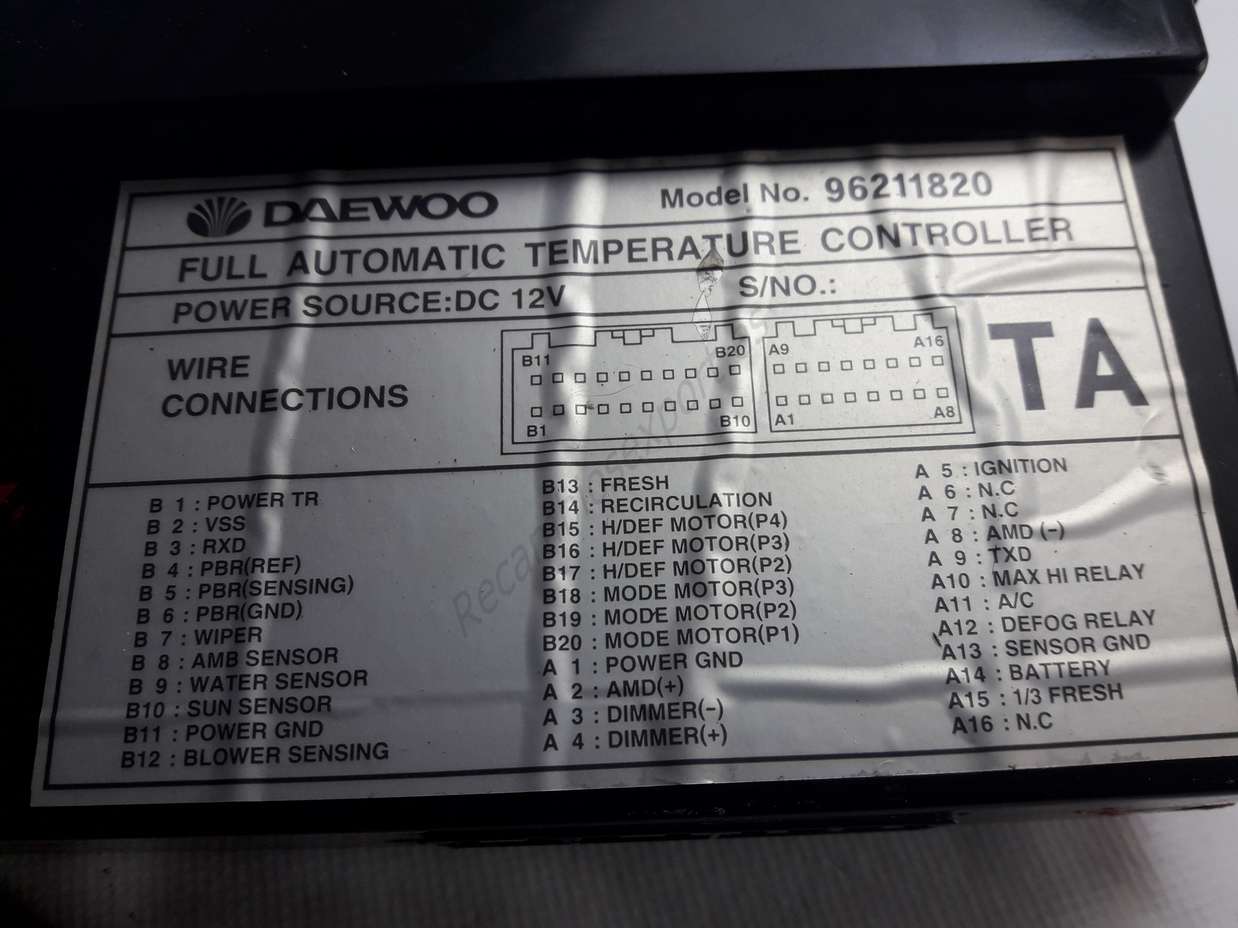 DAEWOO Model No. 96211820
FULL AUTOMATIC TEMPERATURE CONTROLLER
POWER SOURCE:DC 12V S/NO.:
WIRE
CONNECTIONS
B11 B20 A9 A16
B1 B10 A1 A8
TA
B 1 : POWER TR
B 2 : VSS
B 3 : RXD
B 4 : PBR(REF)
B 5 : PBR(SENSING)
B 6 : PBR(GND)
B 7 : WIPER
B 8 : AMB SENSOR
B 9 : WATER SENSOR
B10 : SUN SENSOR
B11 : POWER GND
B12 : BLOWER SENSING
B13 : FRESH
B14 : RECIRCULATION
B15 : H/DEF MOTOR(P4)
B16 : H/DEF MOTOR(P3)
B17 : H/DEF MOTOR(P2)
B18 : MODE MOTOR(P3)
B19 : MODE MOTOR(P2)
B20 : MODE MOTOR(P1)
A 1 : POWER GND
A 2 : AMD(+)
A 3 : DIMMER(-)
A 4 : DIMMER(+)
A 5 : IGNITION
A 6 : N.C
A 7 : N.C
A 8 : AMD(-)
A 9 : TXD
A10 : MAX HI RELAY
A11 : A/C
A12 : DEFOG RELAY
A13 : SENSOR GND
A14 : BATTERY
A15 : 1/3 FRESH
A16 : N.C